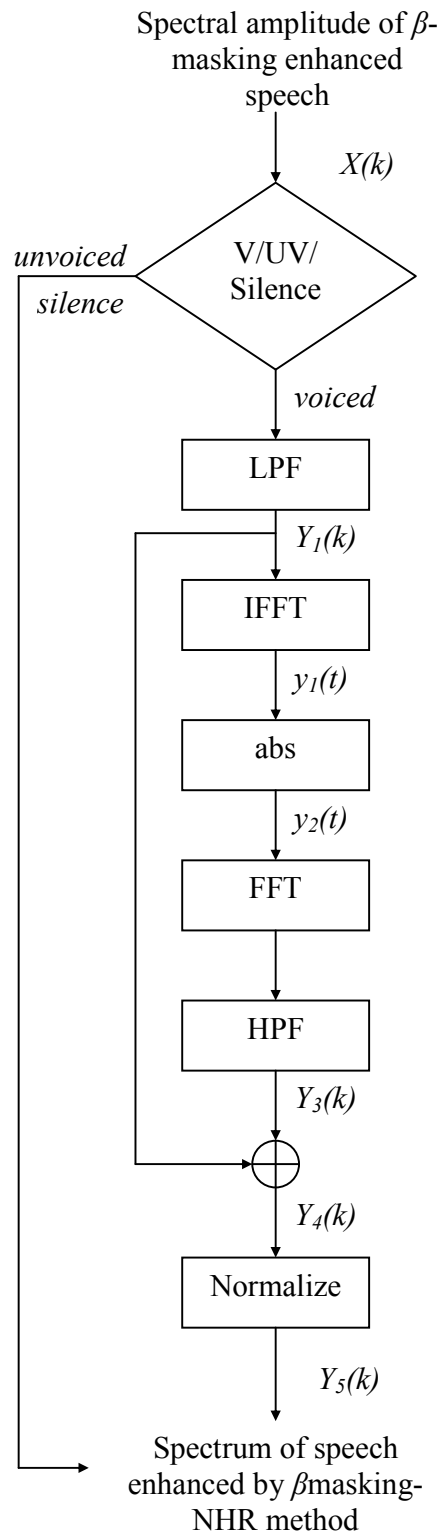 Spectral amplitude of β-
masking enhanced
speech
X(k)
V/UV/
Silence
unvoiced
silence
voiced
LPF
Y₁(k)
IFFT
y₁(t)
abs
y₂(t)
FFT
HPF
Y₃(k)
Y₄(k)
Normalize
Y₅(k)
Spectrum of speech
enhanced by βmasking-
NHR method